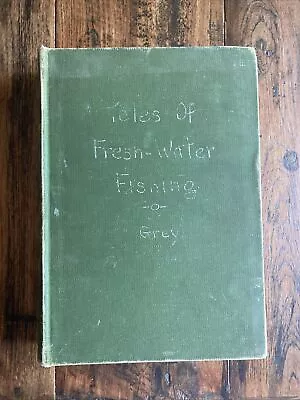 Tales Of
Fresh-Water
Fishing
-o-
Grey